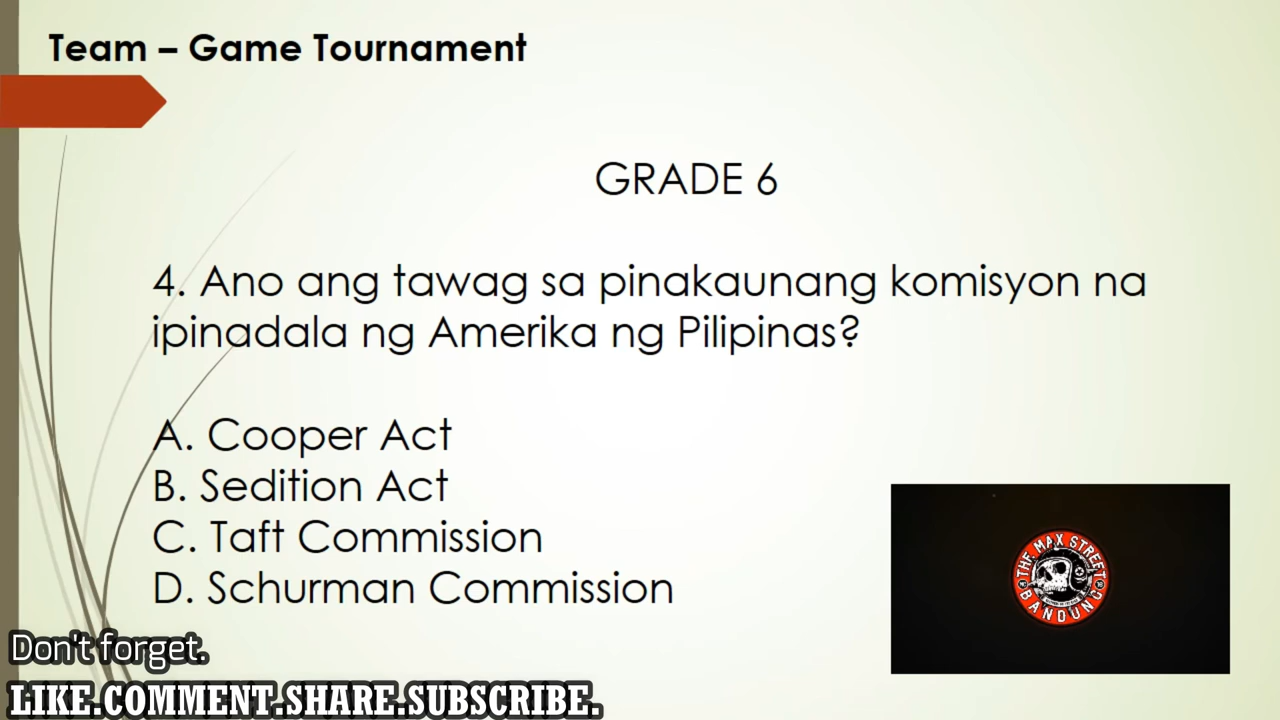 Team – Game Tournament
GRADE 6
4. Ano ang tawag sa pinakaunang komisyon na
ipinadala ng Amerika ng Pilipinas?
A. Cooper Act
B. Sedition Act
C. Taft Commission
D. Schurman Commission
THE MAX STREET
BANDUNG
Don't forget.
LIKE.COMMENT.SHARE.SUBSCRIBE.